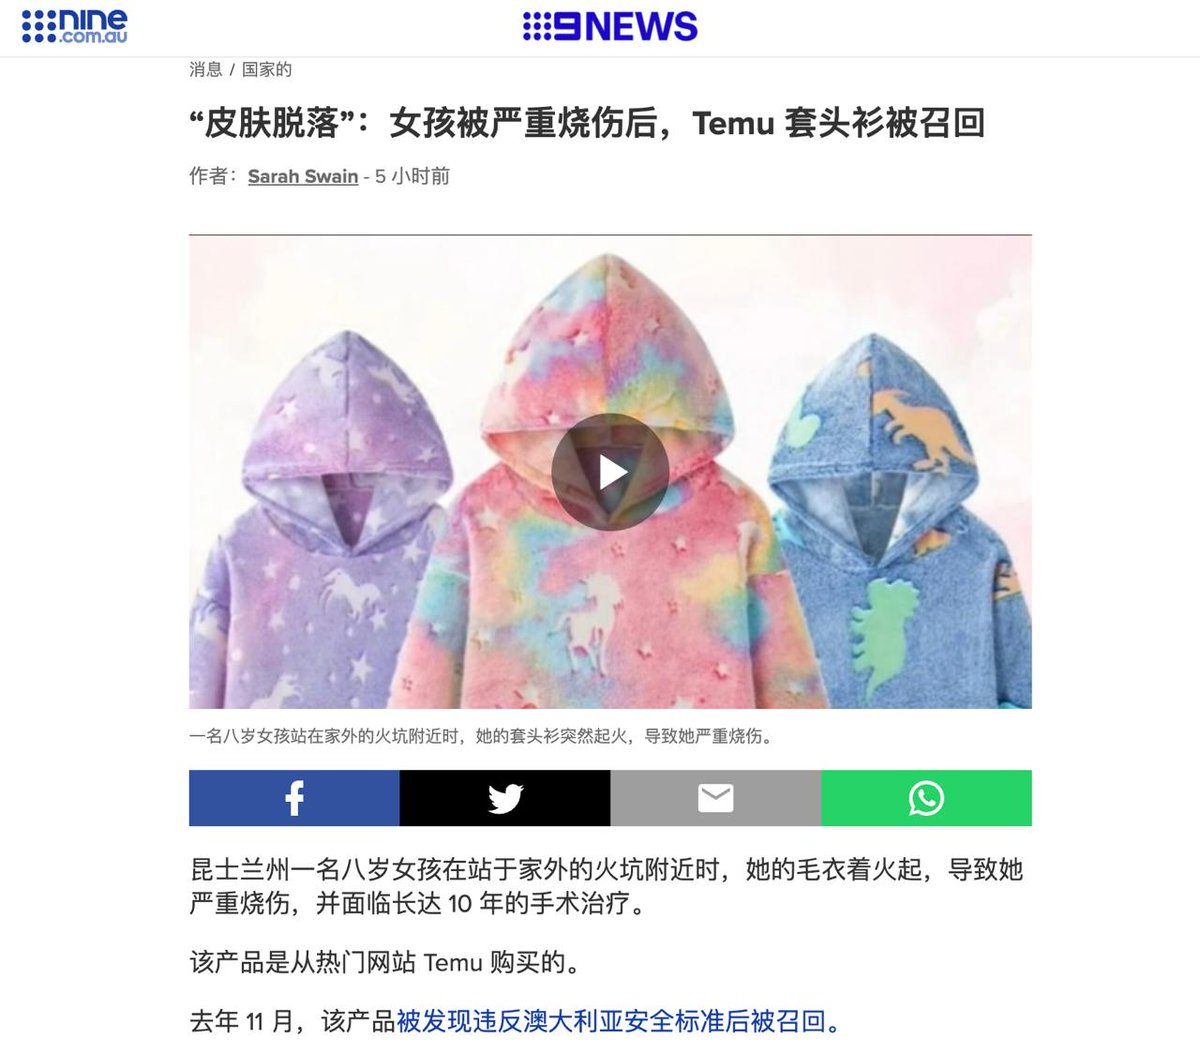 nine
.com.au
9NEWS
消息 / 国家的
“皮肤脱落”：女孩被严重烧伤后，Temu 套头衫被召回
作者：Sarah Swain - 5 小时前
一名八岁女孩站在家外的火坑附近时，她的套头衫突然起火，导致她严重烧伤。
昆士兰州一名八岁女孩在站于家外的火坑附近时，她的毛衣着火起，导致她
严重烧伤，并面临长达 10 年的手术治疗。
该产品是从热门网站 Temu 购买的。
去年 11 月，该产品被发现违反澳大利亚安全标准后被召回。